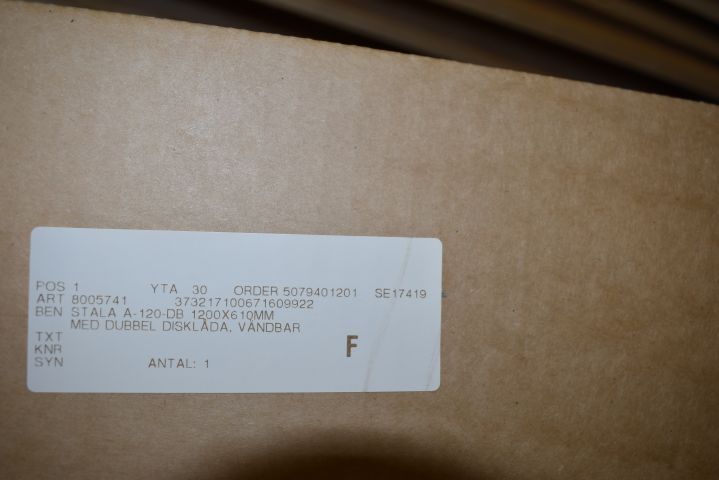 POS 1 YTA 30 ORDER 5079401201 SE17419
ART 8005741 373217100671609922
BEN STALA A-120-DB 1200X610MM
MED DUBBEL DISKLÅDA, VÄNDBAR
TXT
KNR
SYN ANTAL: 1
F